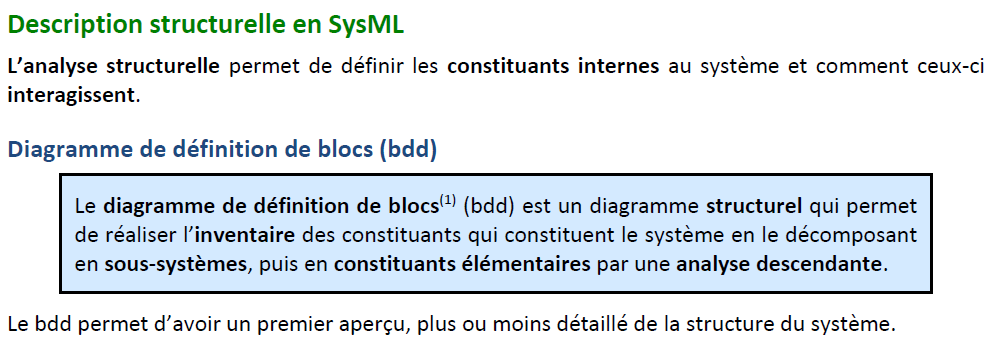 Description structurelle en SysML
L’analyse structurelle permet de définir les constituants internes au système et comment ceux-ci
interagissent.
Diagramme de définition de blocs (bdd)
Le diagramme de définition de blocs(1) (bdd) est un diagramme structurel qui permet
de réaliser l’inventaire des constituants qui constituent le système en le décomposant
en sous-systèmes, puis en constituants élémentaires par une analyse descendante.
Le bdd permet d’avoir un premier aperçu, plus ou moins détaillé de la structure du système.